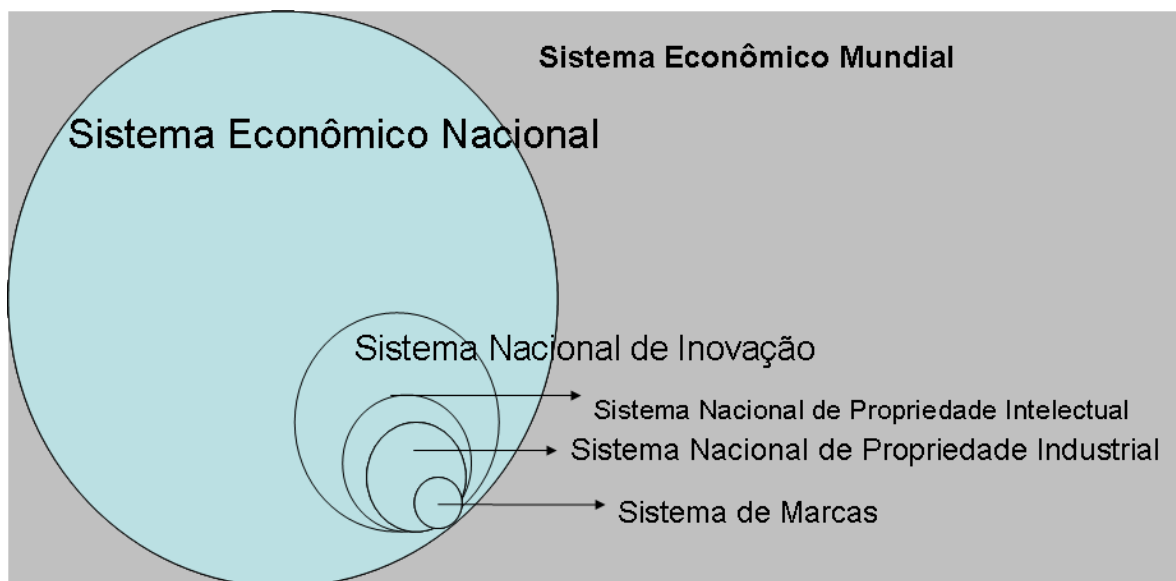 Sistema Econômico Mundial
Sistema Econômico Nacional
Sistema Nacional de Inovação
Sistema Nacional de Propriedade Intelectual
Sistema Nacional de Propriedade Industrial
Sistema de Marcas